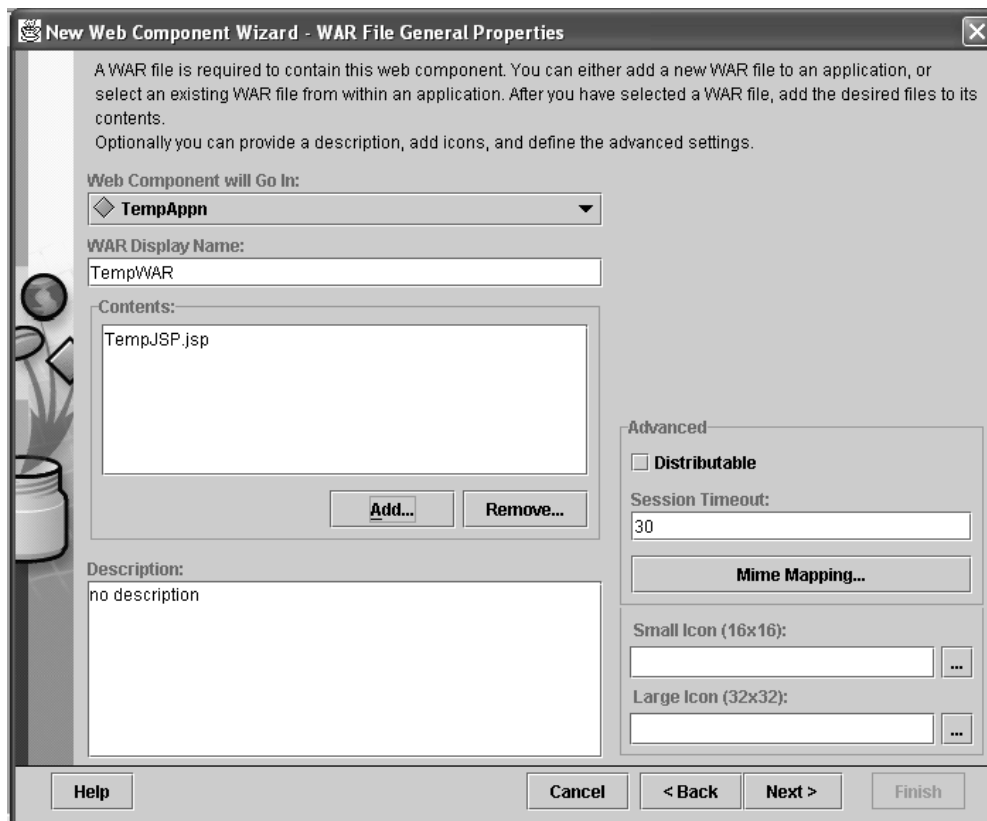 New Web Component Wizard - WAR File General Properties
A WAR file is required to contain this web component. You can either add a new WAR file to an application, or
select an existing WAR file from within an application. After you have selected a WAR file, add the desired files to its
contents.
Optionally you can provide a description, add icons, and define the advanced settings.
Web Component will Go In:
TempAppn
WAR Display Name:
TempWAR
Contents:
TempJSP.jsp
Add...
Remove...
Advanced
Distributable
Session Timeout:
30
Mime Mapping...
Description:
no description
Small Icon (16x16):
...
Large Icon (32x32):
...
Help
Cancel
< Back
Next >
Finish